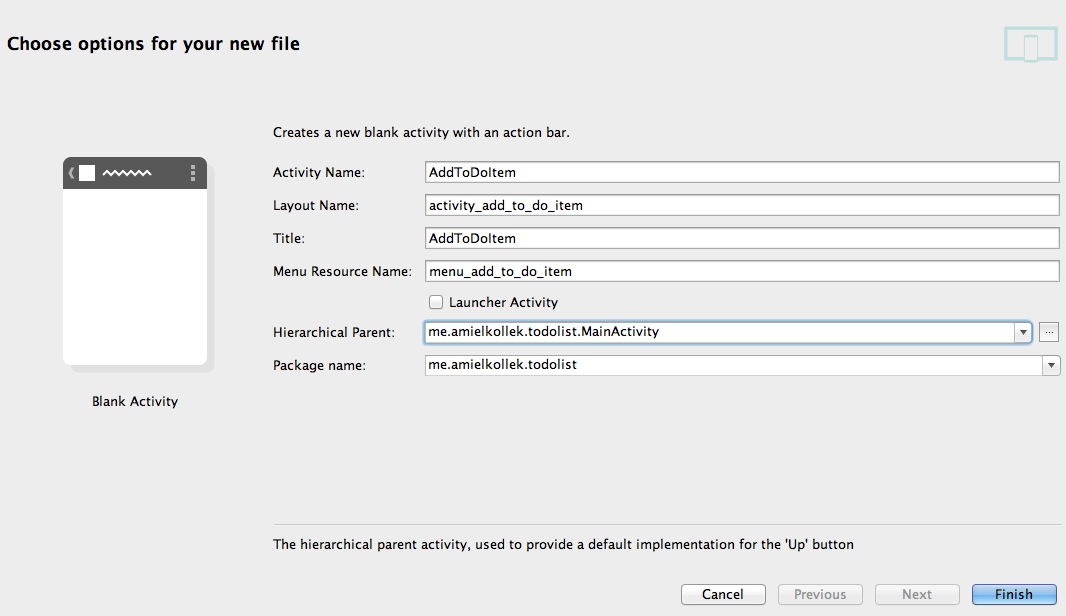 Choose options for your new file
Creates a new blank activity with an action bar.
Activity Name: AddToDoItem
Layout Name: activity_add_to_do_item
Title: AddToDoItem
Menu Resource Name: menu_add_to_do_item
Launcher Activity
Hierarchical Parent: me.amielkollek.todolist.MainActivity ...
Package name: me.amielkollek.todolist
Blank Activity
The hierarchical parent activity, used to provide a default implementation for the 'Up' button
Cancel Previous Next Finish